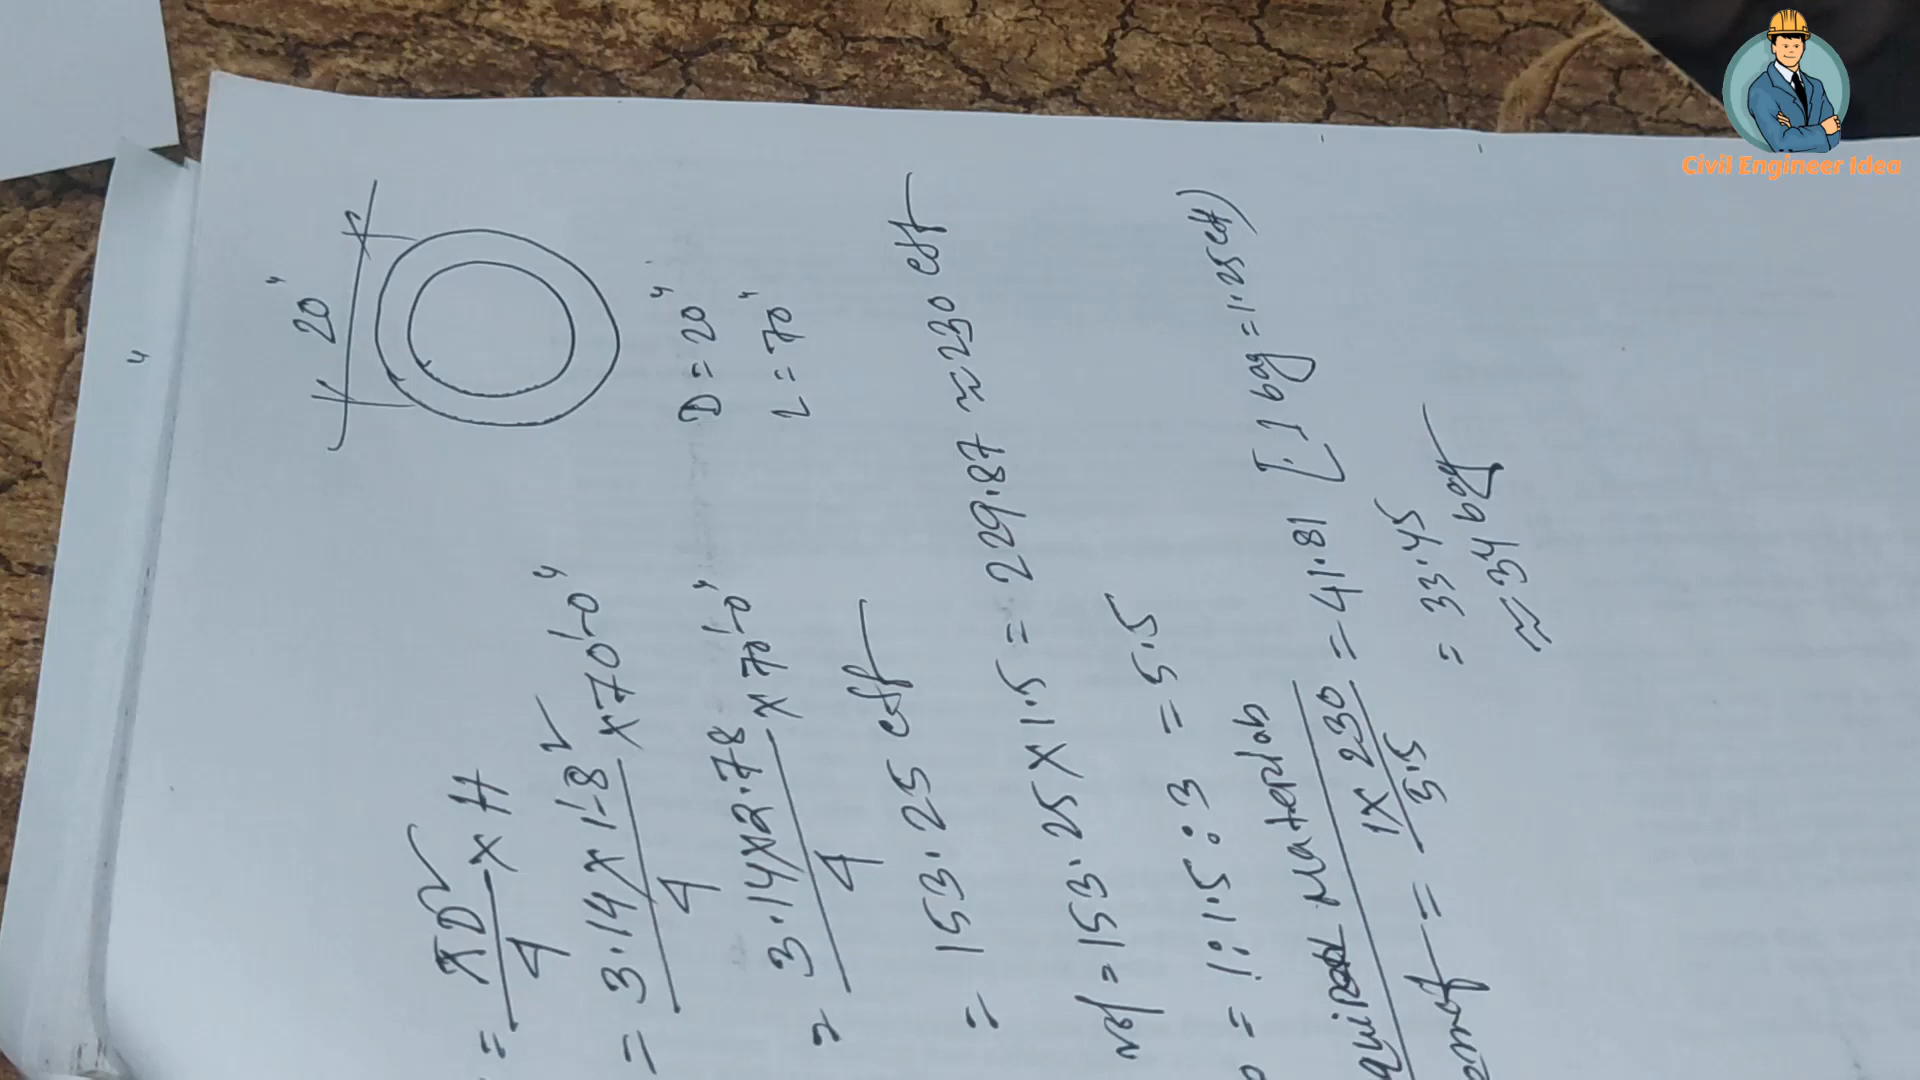 Civil Engineer Idea
20"
D = 20"
L = 70'
= πD²/4 × H
= 3.14 × 1'-8²/4 × 70'-0"
= 3.14 × 2.78/4 × 70'-0"
= 153.25 cft
= 153.25 × 1.5 = 229.87 ≈ 230 cft
= 1:1.5:3 = 5.5
Materials
= 1 × 230/5.5 = 41.81 [∴ 1 bag = 1.25 cft)
= 33.45
≈ 34 bag